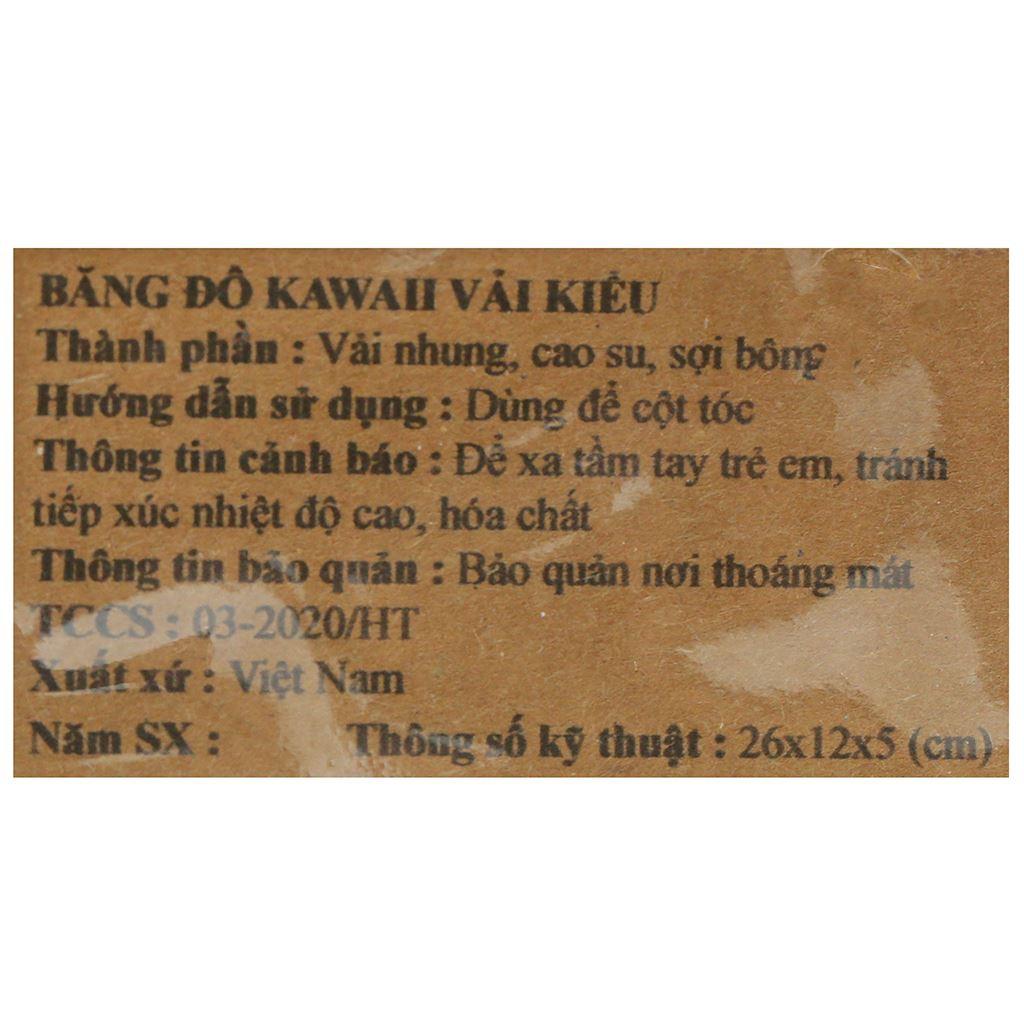 BĂNG ĐÔ KAWAII VẢI KIỂU
Thành phần : Vải nhung, cao su, sợi bông
Hướng dẫn sử dụng : Dùng để cột tóc
Thông tin cảnh báo : Để xa tầm tay trẻ em, tránh
tiếp xúc nhiệt độ cao, hóa chất
Thông tin bảo quản : Bảo quản nơi thoáng mát
TCCS : 03-2020/HT
Xuất xứ : Việt Nam
Năm SX : Thông số kỹ thuật : 26x12x5 (cm)